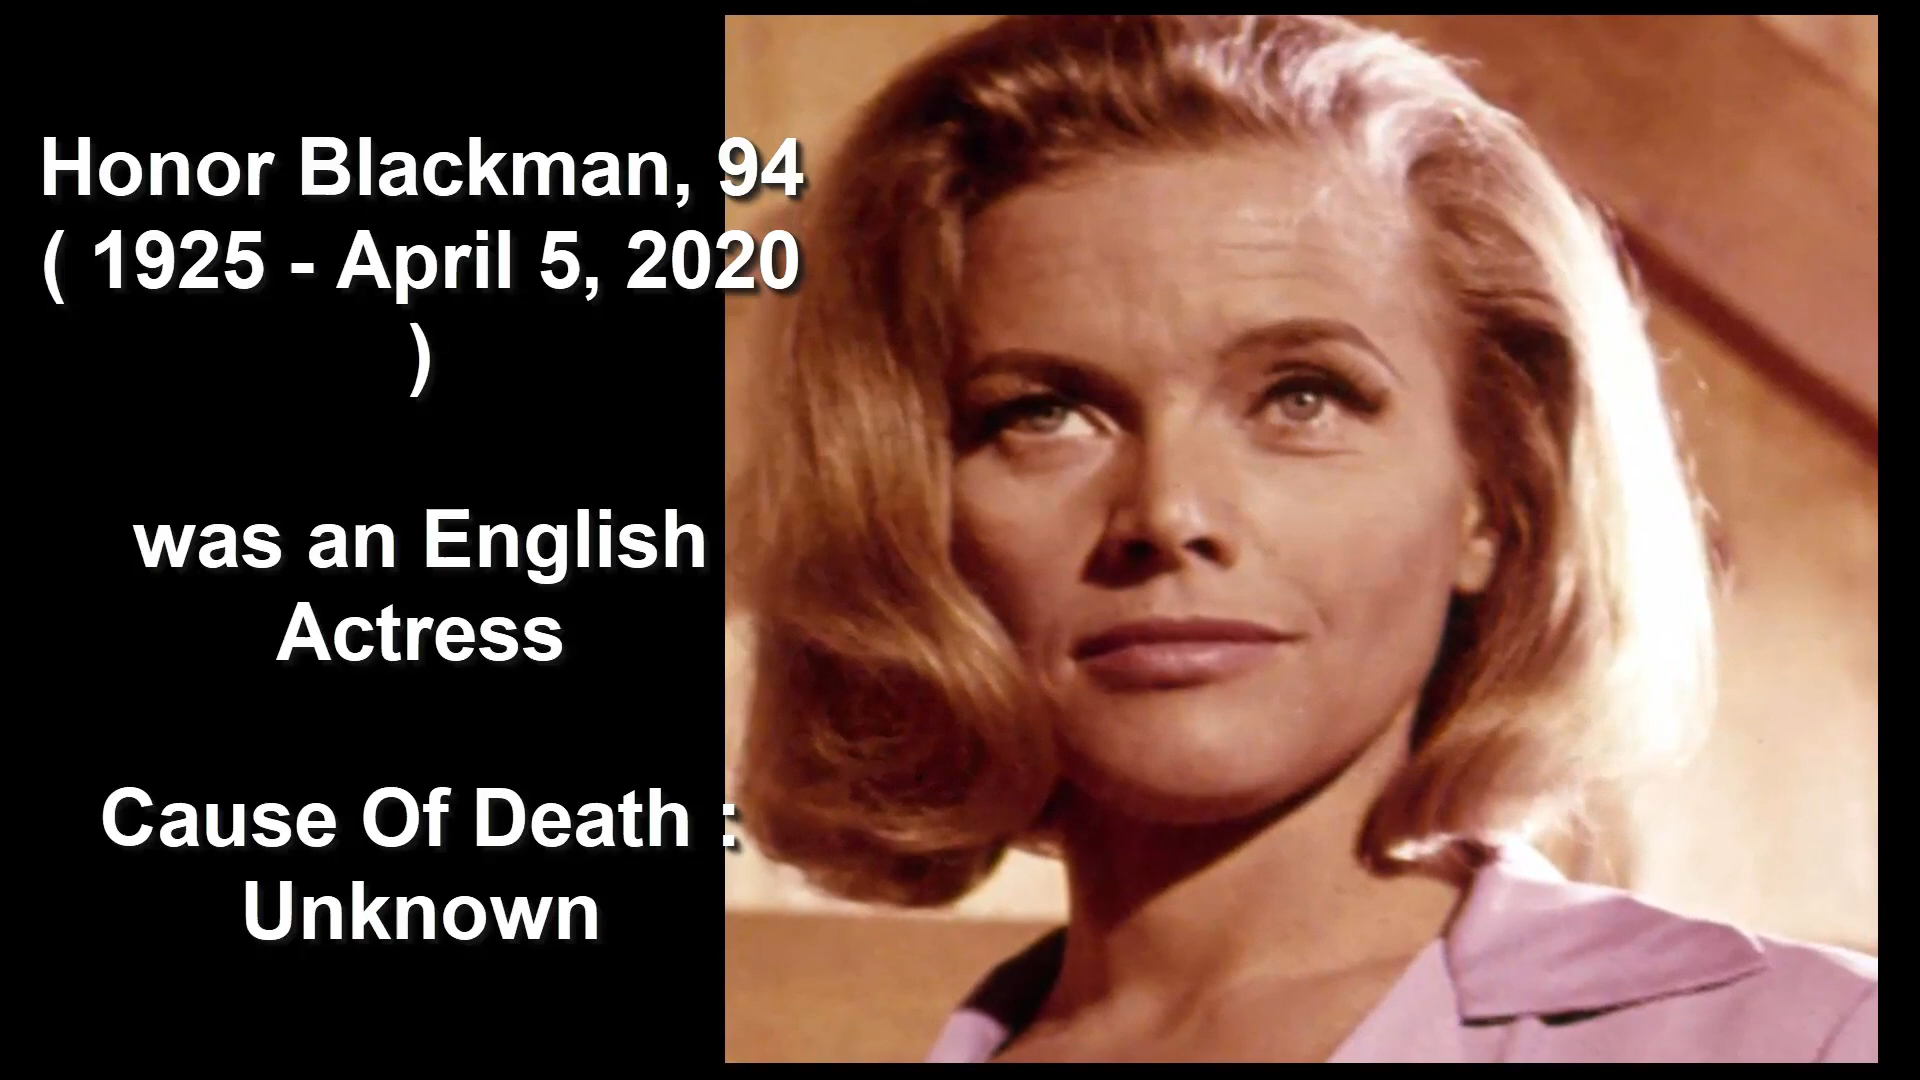 Honor Blackman, 94
( 1925 - April 5, 2020
)
was an English
Actress
Cause Of Death :
Unknown